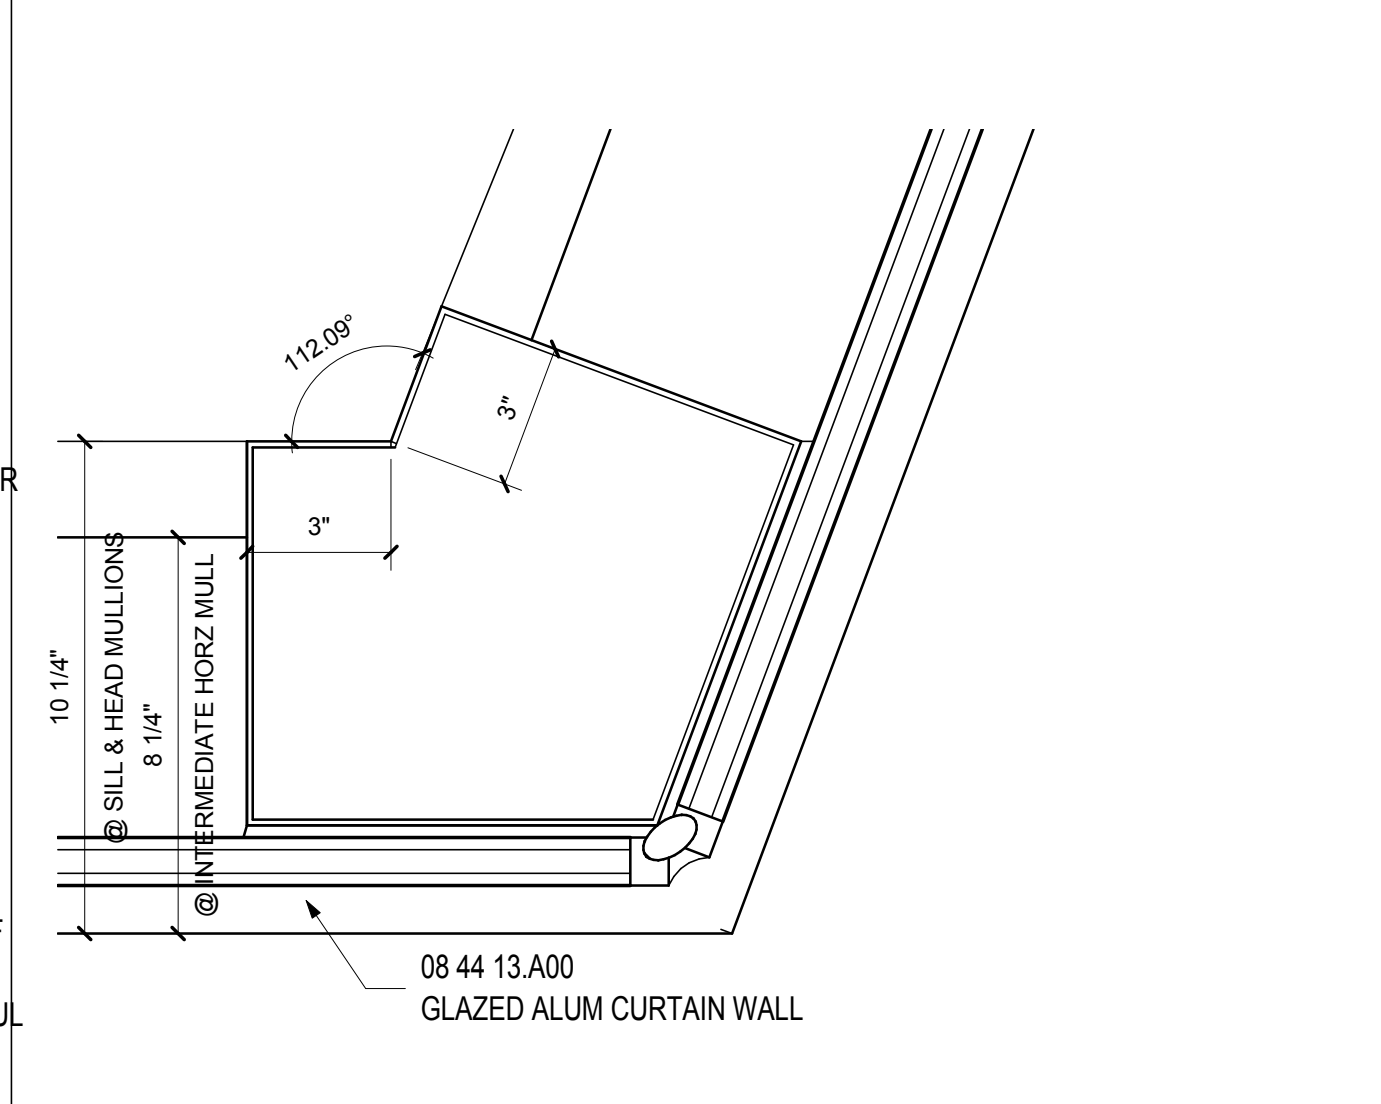 112.09°
3"
R
3"
10 1/4"
@ SILL & HEAD MULLIONS
8 1/4"
@ INTERMEDIATE HORZ MULL
08 44 13.A00
GLAZED ALUM CURTAIN WALL
UL